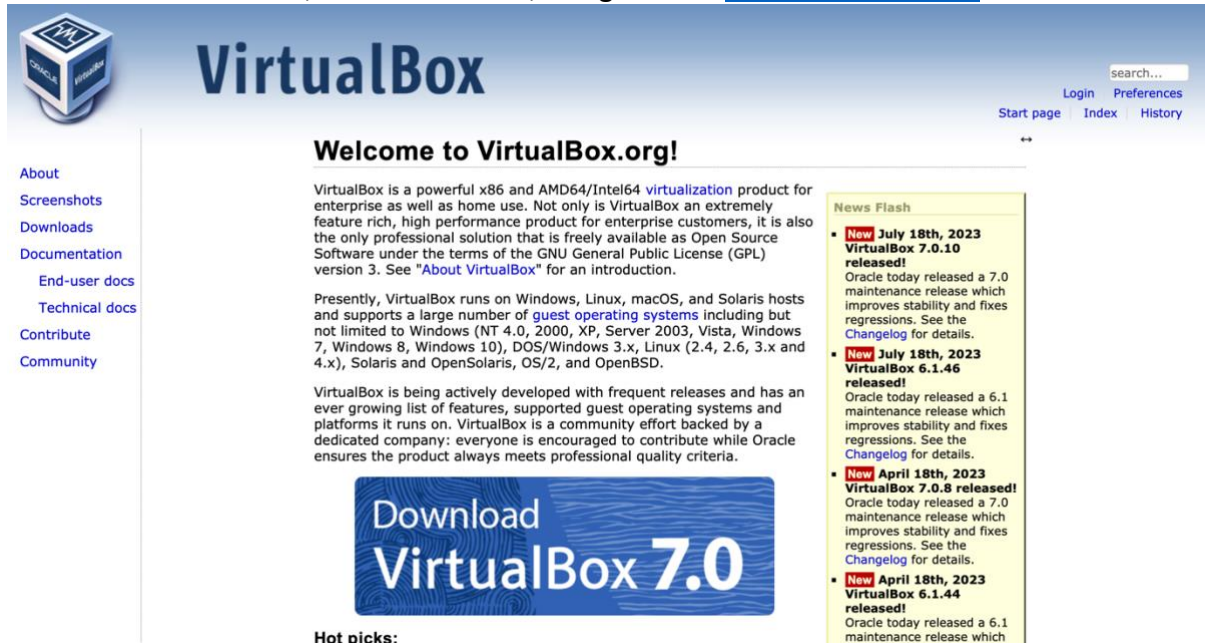 ORACLE
VirtualBox
VirtualBox
search...
Login Preferences
Start page Index History
About
Screenshots
Downloads
Documentation
End-user docs
Technical docs
Contribute
Community
Welcome to VirtualBox.org!
VirtualBox is a powerful x86 and AMD64/Intel64 virtualization product for
enterprise as well as home use. Not only is VirtualBox an extremely
feature rich, high performance product for enterprise customers, it is also
the only professional solution that is freely available as Open Source
Software under the terms of the GNU General Public License (GPL)
version 3. See "About VirtualBox" for an introduction.
Presently, VirtualBox runs on Windows, Linux, macOS, and Solaris hosts
and supports a large number of guest operating systems including but
not limited to Windows (NT 4.0, 2000, XP, Server 2003, Vista, Windows
7, Windows 8, Windows 10), DOS/Windows 3.x, Linux (2.4, 2.6, 3.x and
4.x), Solaris and OpenSolaris, OS/2, and OpenBSD.
VirtualBox is being actively developed with frequent releases and has an
ever growing list of features, supported guest operating systems and
platforms it runs on. VirtualBox is a community effort backed by a
dedicated company: everyone is encouraged to contribute while Oracle
ensures the product always meets professional quality criteria.
Download
VirtualBox 7.0
Hot picks:
News Flash
New July 18th, 2023
VirtualBox 7.0.10
released!
Oracle today released a 7.0
maintenance release which
improves stability and fixes
regressions. See the
Changelog for details.
New July 18th, 2023
VirtualBox 6.1.46
released!
Oracle today released a 6.1
maintenance release which
improves stability and fixes
regressions. See the
Changelog for details.
New April 18th, 2023
VirtualBox 7.0.8 released!
Oracle today released a 7.0
maintenance release which
improves stability and fixes
regressions. See the
Changelog for details.
New April 18th, 2023
VirtualBox 6.1.44
released!
Oracle today released a 6.1
maintenance release which